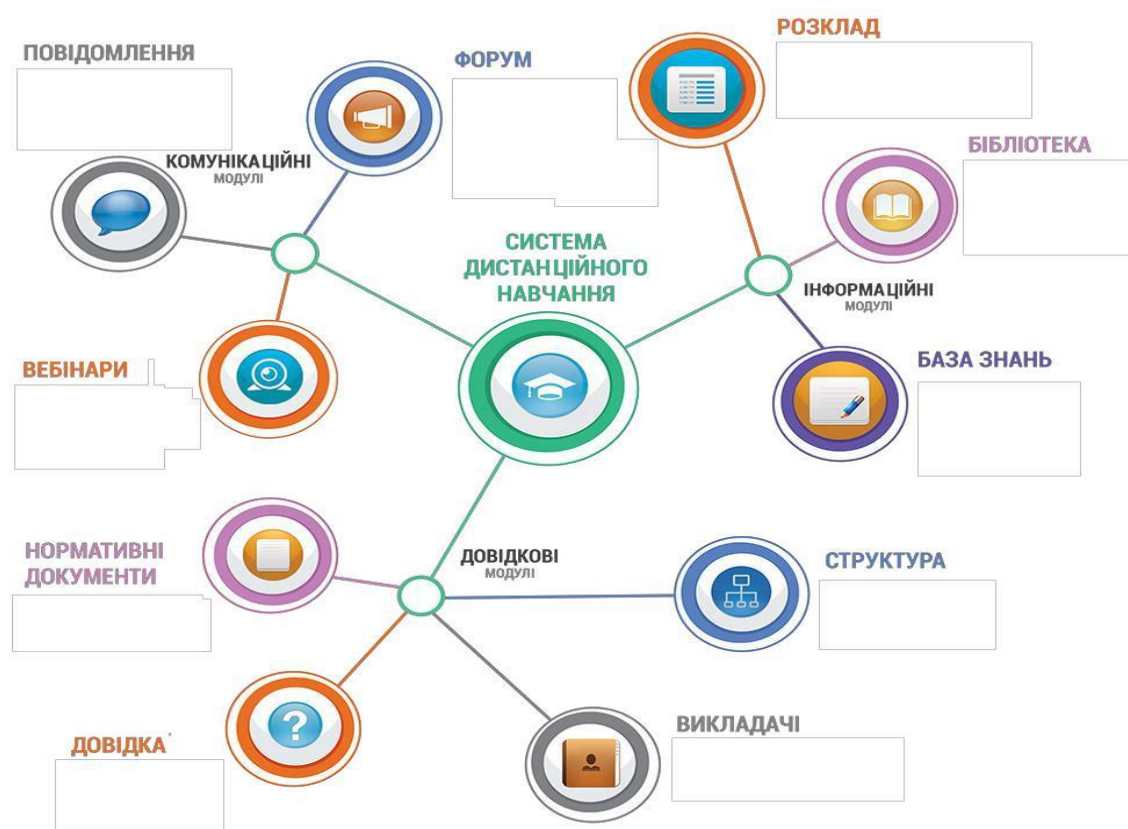 ПОВІДОМЛЕННЯ
ФОРУМ
РОЗКЛАД
КОМУНІКАЦІЙНІ
МОДУЛІ
БІБЛІОТЕКА
СИСТЕМА
ДИСТАНЦІЙНОГО
НАВЧАННЯ
ІНФОРМАЦІЙНІ
МОДУЛІ
ВЕБІНАРИ
БАЗА ЗНАНЬ
НОРМАТИВНІ
ДОКУМЕНТИ
ДОВІДКОВІ
МОДУЛІ
СТРУКТУРА
ДОВІДКА
?
ВИКЛАДАЧІ